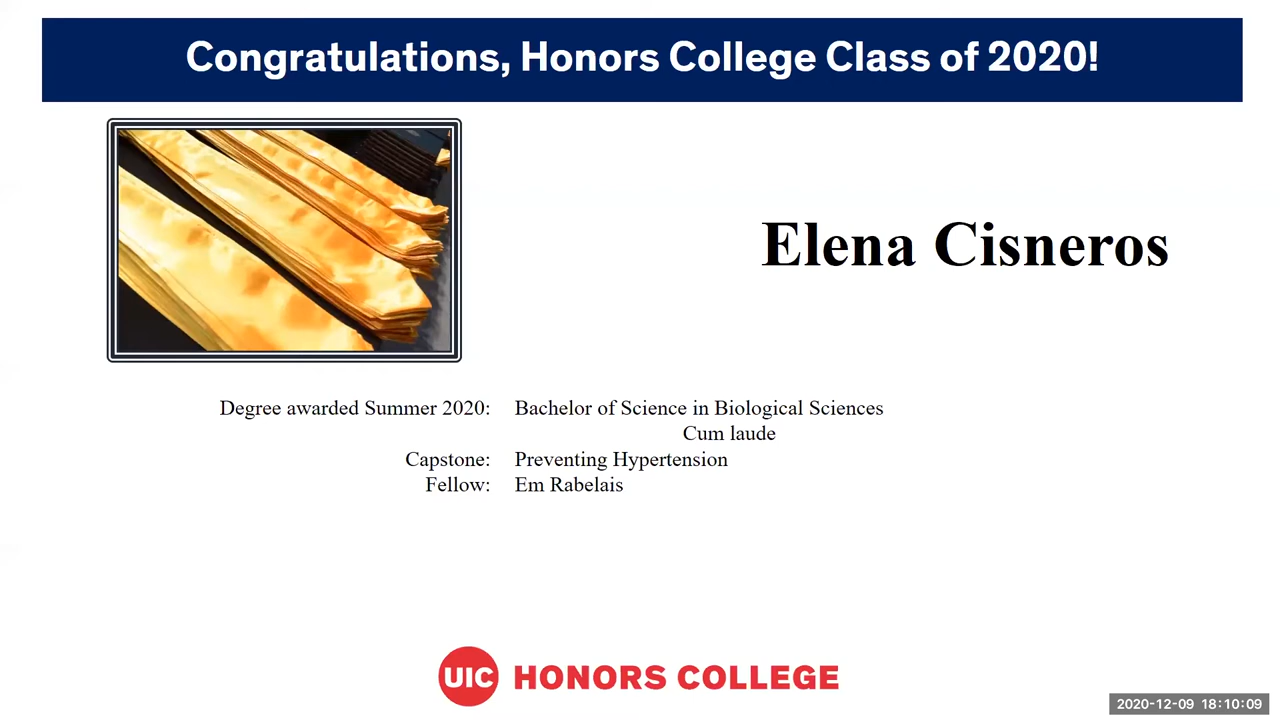 Congratulations, Honors College Class of 2020!
Elena Cisneros
Degree awarded Summer 2020: Bachelor of Science in Biological Sciences
Cum laude
Capstone: Preventing Hypertension
Fellow: Em Rabelais
UIC HONORS COLLEGE
2020-12-09 18:10:09